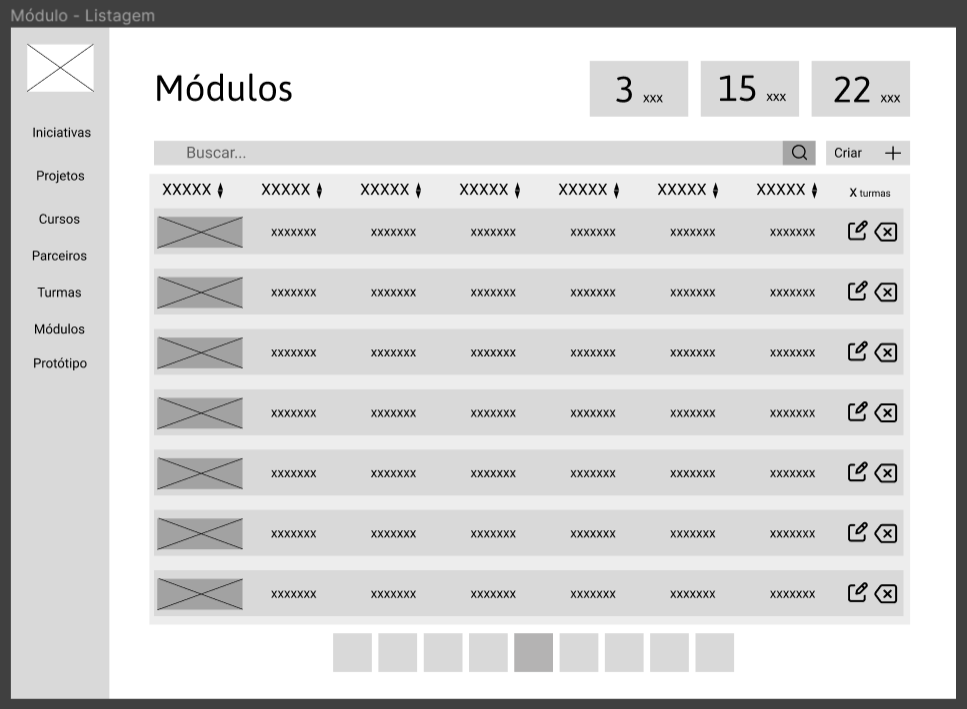 Módulo - Listagem
Iniciativas
Projetos
Cursos
Parceiros
Turmas
Módulos
Protótipo
Módulos
3 xxx
15 xxx
22 xxx
Buscar...
Criar
XXXXX XXXXX XXXXX XXXXX XXXXX XXXXX XXXXX X turmas
xxxxxxx xxxxxxx xxxxxxx xxxxxxx xxxxxxx xxxxxxx
xxxxxxx xxxxxxx xxxxxxx xxxxxxx xxxxxxx xxxxxxx
xxxxxxx xxxxxxx xxxxxxx xxxxxxx xxxxxxx xxxxxxx
xxxxxxx xxxxxxx xxxxxxx xxxxxxx xxxxxxx xxxxxxx
xxxxxxx xxxxxxx xxxxxxx xxxxxxx xxxxxxx xxxxxxx
xxxxxxx xxxxxxx xxxxxxx xxxxxxx xxxxxxx xxxxxxx
xxxxxxx xxxxxxx xxxxxxx xxxxxxx xxxxxxx xxxxxxx